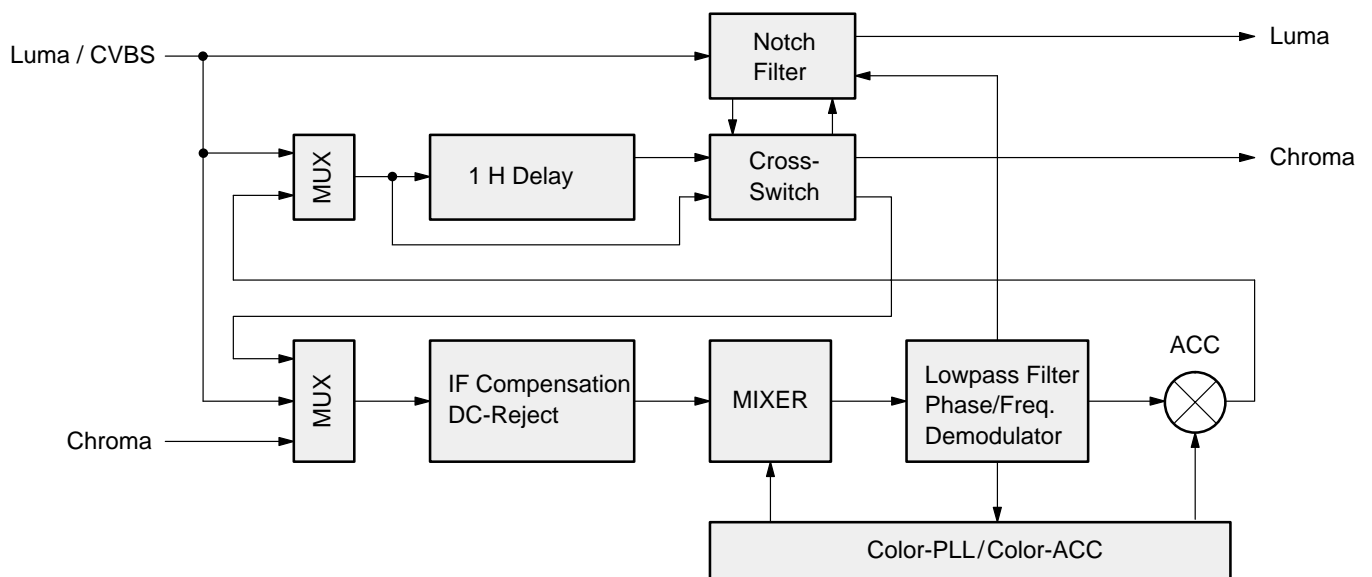 Luma / CVBS
Notch
Filter
Luma
MUX
1 H Delay
Cross-
Switch
Chroma
ACC
MUX
IF Compensation
DC-Reject
MIXER
Lowpass Filter
Phase/Freq.
Demodulator
Chroma
Color-PLL/Color-ACC